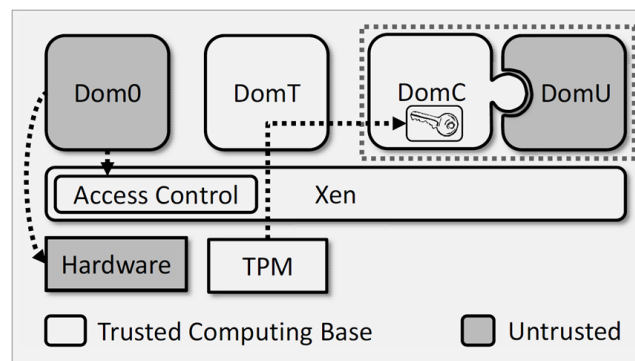 Dom0
DomT
DomC
DomU
Access Control
Xen
Hardware
TPM
Trusted Computing Base
Untrusted